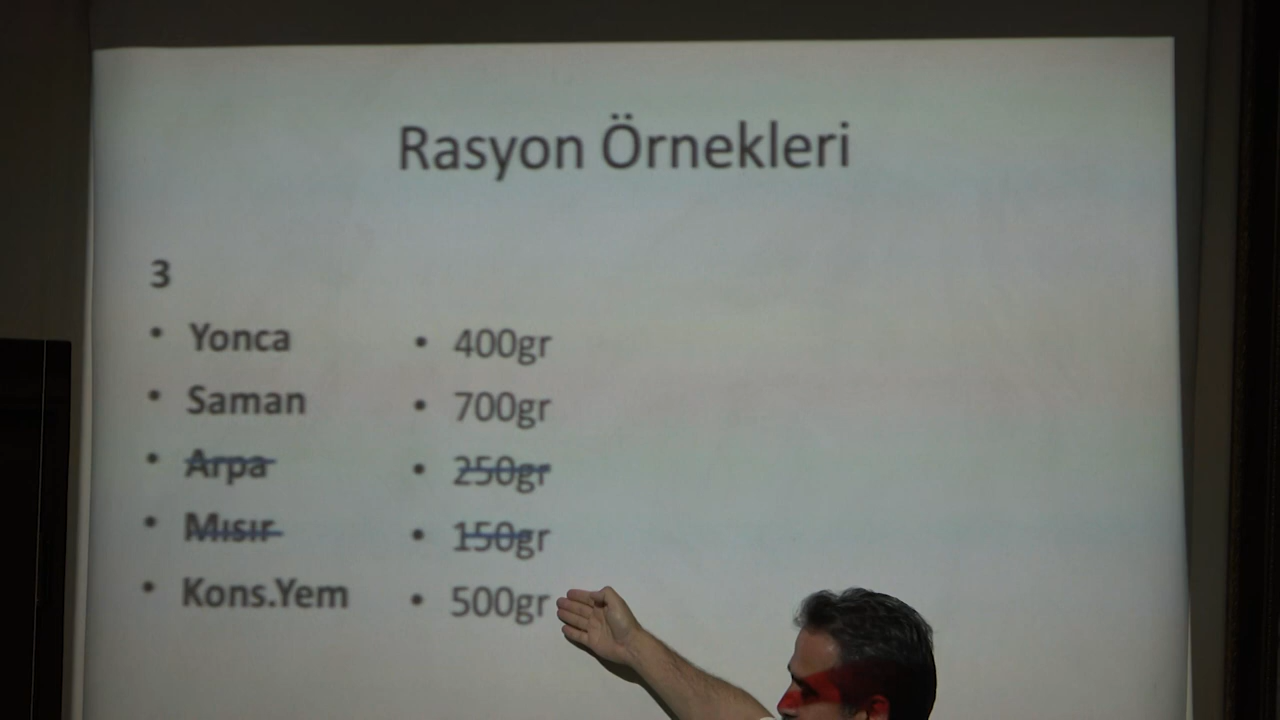 Rasyon Örnekleri
3
• Yonca • 400gr
• Saman • 700gr
• Arpa • 250gr
• Mısır • 150gr
• Kons.Yem • 500gr